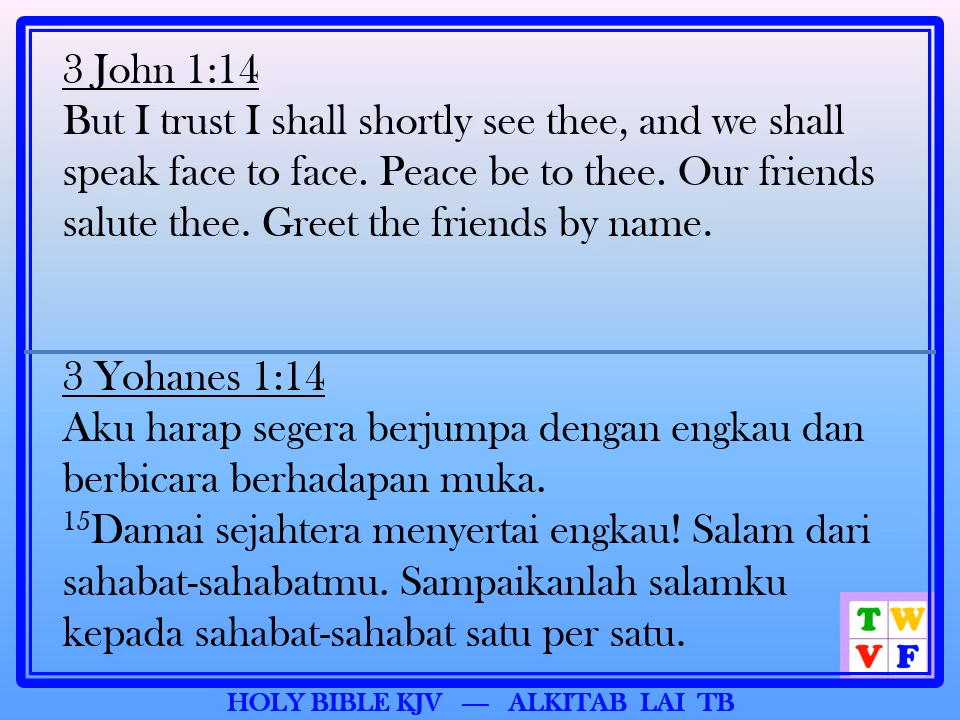 3 John 1:14
But I trust I shall shortly see thee, and we shall
speak face to face. Peace be to thee. Our friends
salute thee. Greet the friends by name.
3 Yohanes 1:14
Aku harap segera berjumpa dengan engkau dan
berbicara berhadapan muka.
15Damai sejahtera menyertai engkau! Salam dari
sahabat-sahabatmu. Sampaikanlah salamku
kepada sahabat-sahabat satu per satu.
T W
V F
HOLY BIBLE KJV — ALKITAB LAI TB